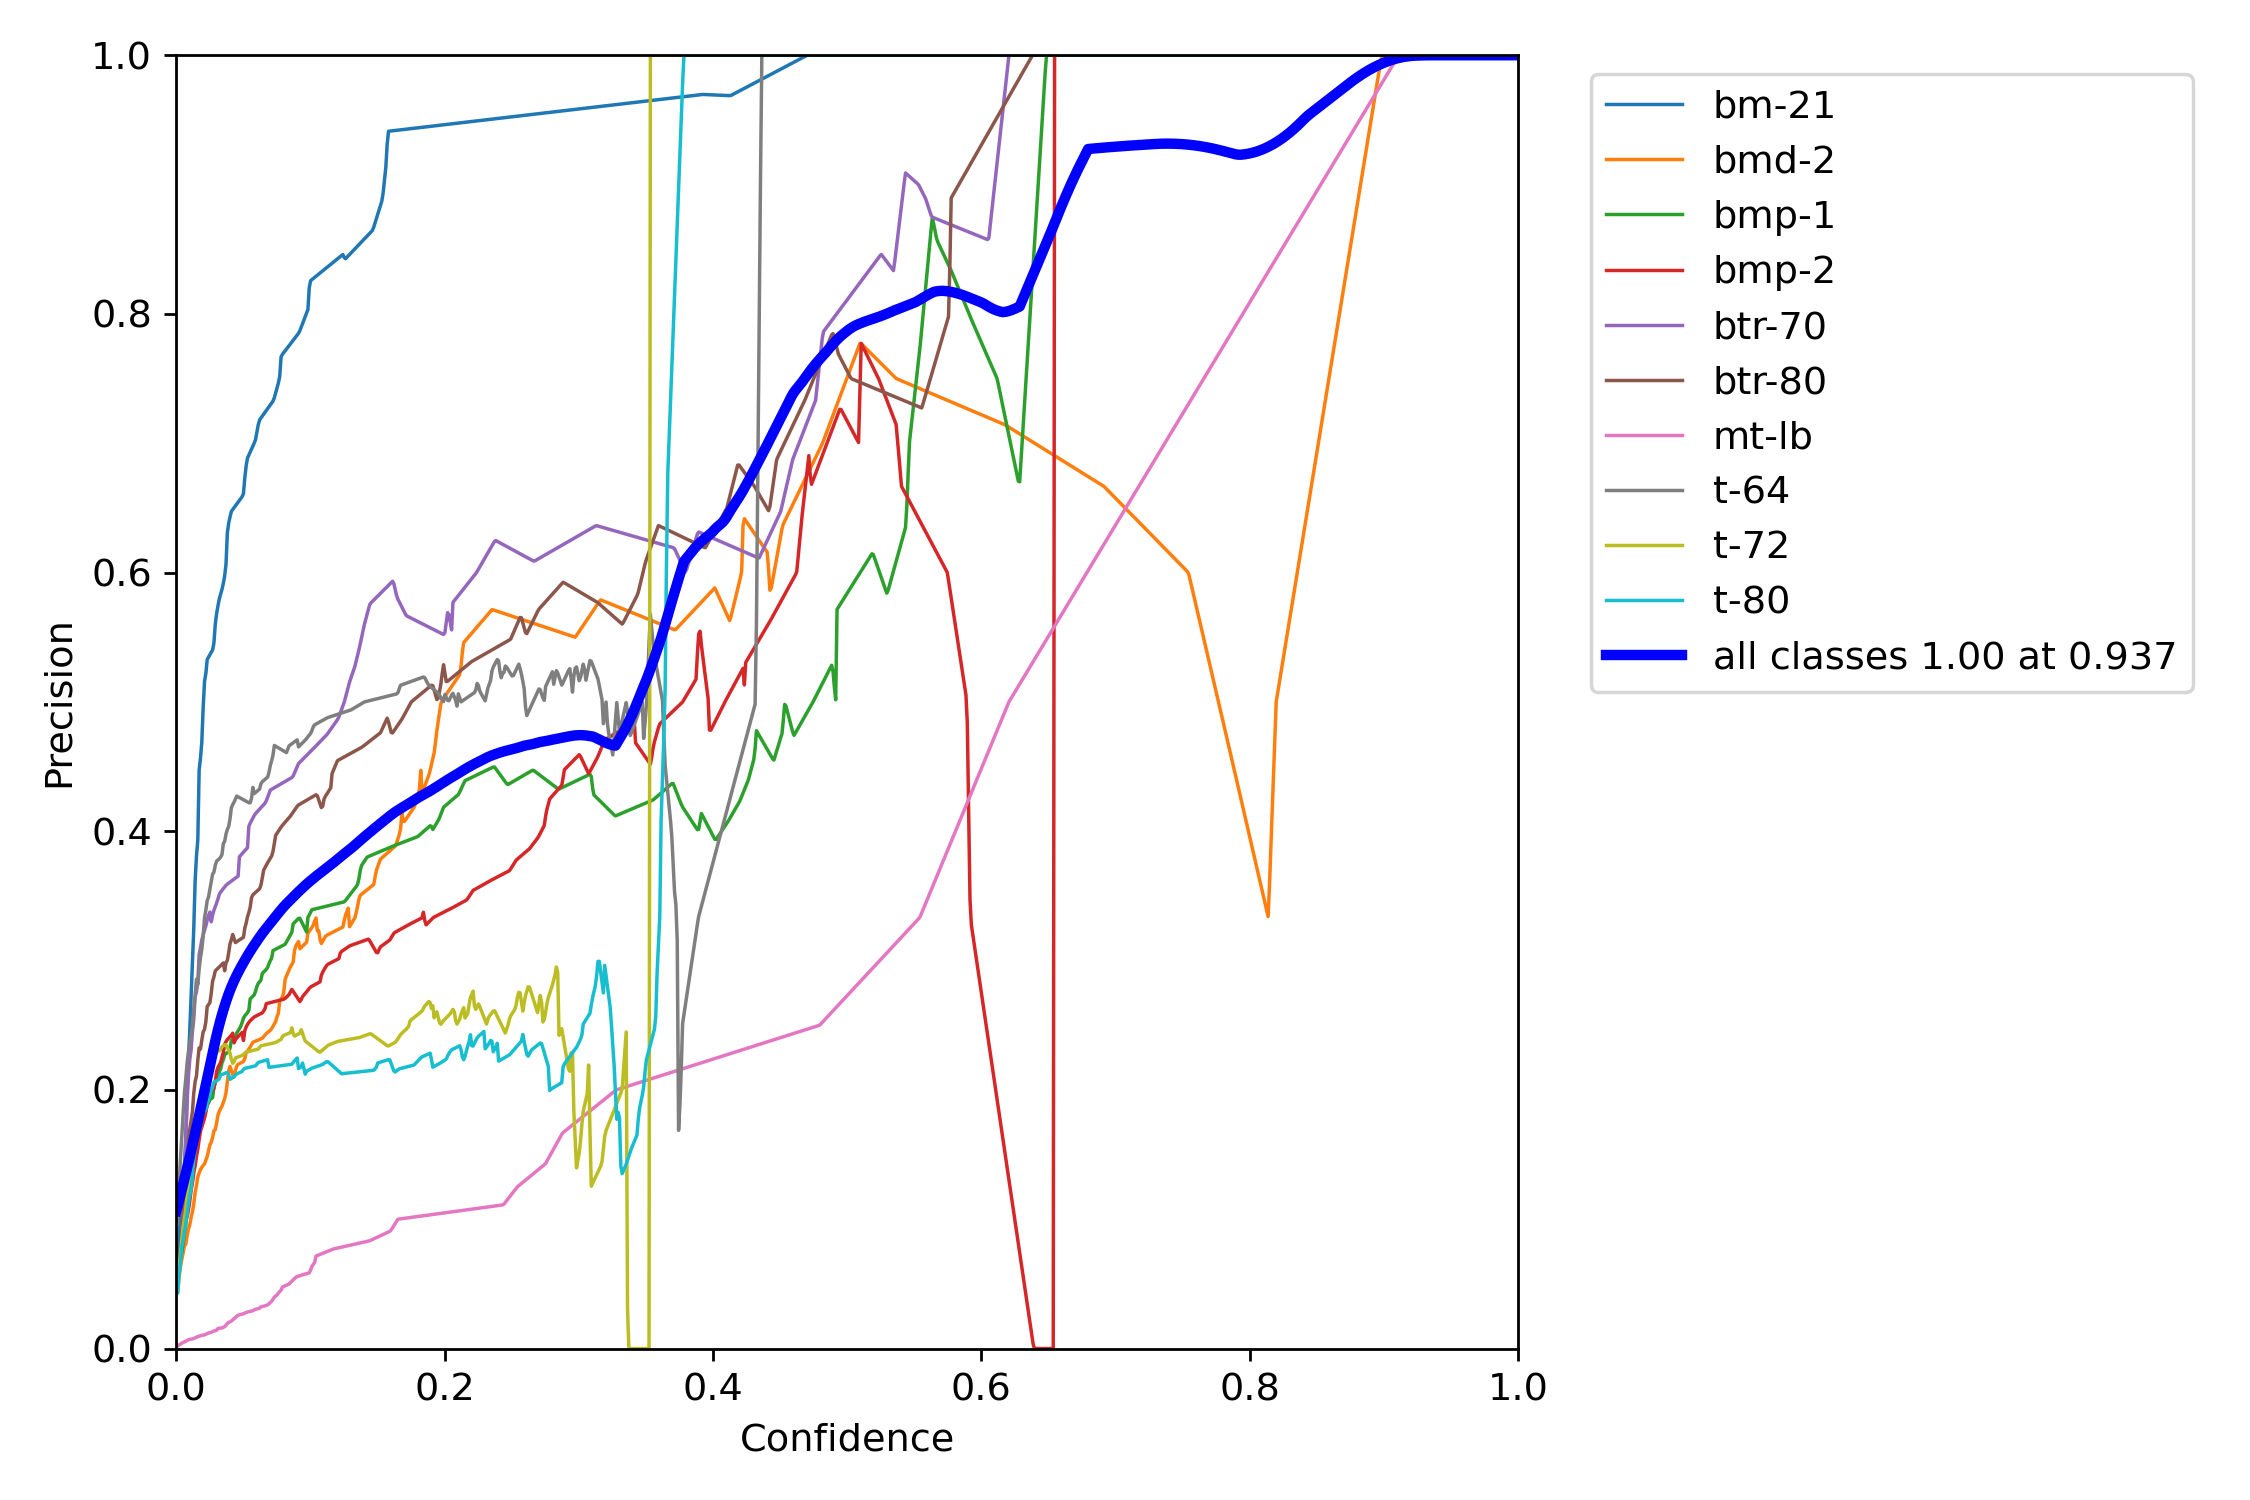 1.0
0.8
0.6
0.4
0.2
0.0
Precision
0.0 0.2 0.4 0.6 0.8 1.0
Confidence
bm-21
bmd-2
bmp-1
bmp-2
btr-70
btr-80
mt-lb
t-64
t-72
t-80
all classes 1.00 at 0.937